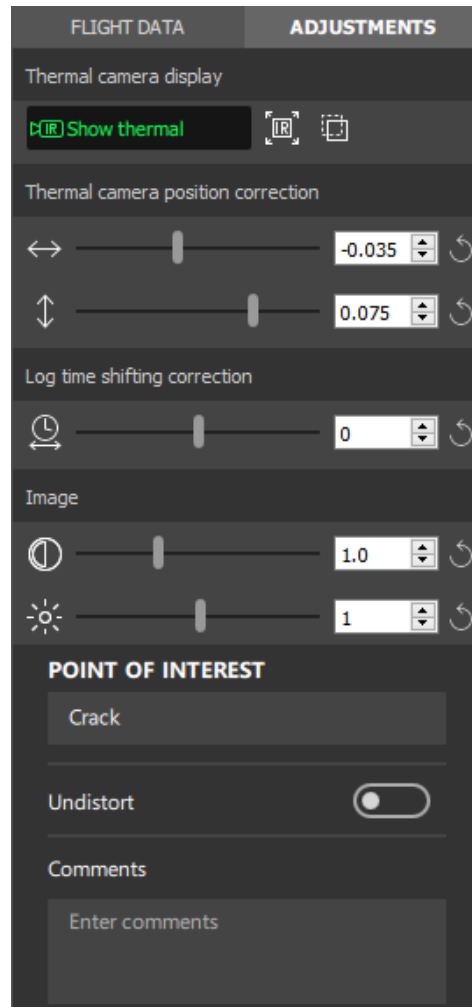 FLIGHT DATA ADJUSTMENTS
Thermal camera display
IR Show thermal IR
Thermal camera position correction
-0.035
0.075
Log time shifting correction
0
Image
1.0
1
POINT OF INTEREST
Crack
Undistort
Comments
Enter comments